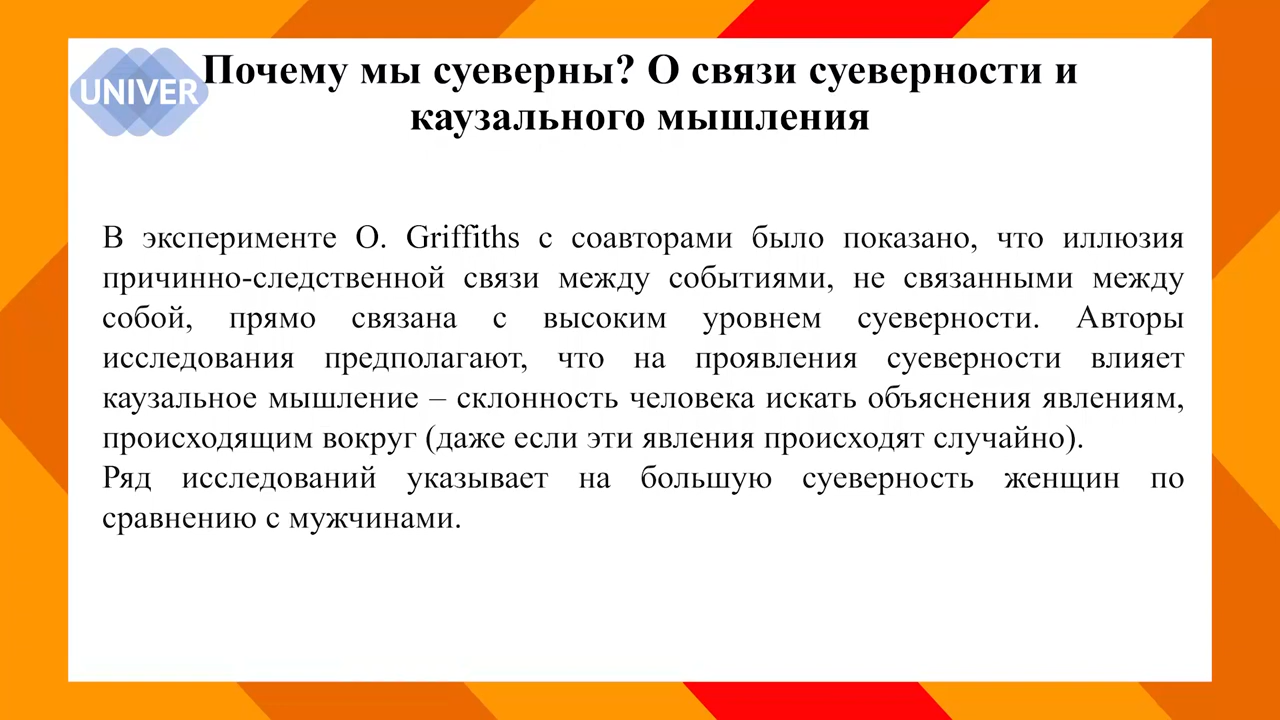 UNIVER
Почему мы суеверны? О связи суеверности и
каузального мышления
В эксперименте O. Griffiths с соавторами было показано, что иллюзия
причинно-следственной связи между событиями, не связанными между
собой, прямо связана с высоким уровнем суеверности. Авторы
исследования предполагают, что на проявления суеверности влияет
каузальное мышление – склонность человека искать объяснения явлениям,
происходящим вокруг (даже если эти явления происходят случайно).
Ряд исследований указывает на большую суеверность женщин по
сравнению с мужчинами.